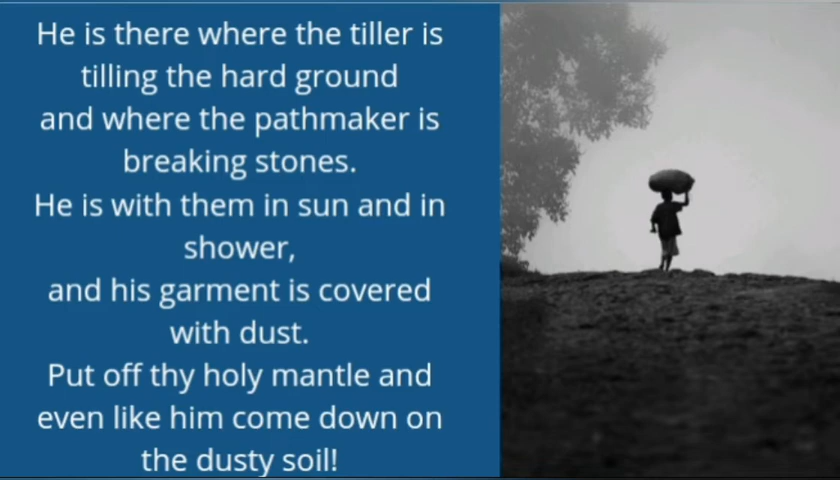 He is there where the tiller is
tilling the hard ground
and where the pathmaker is
breaking stones.
He is with them in sun and in
shower,
and his garment is covered
with dust.
Put off thy holy mantle and
even like him come down on
the dusty soil!